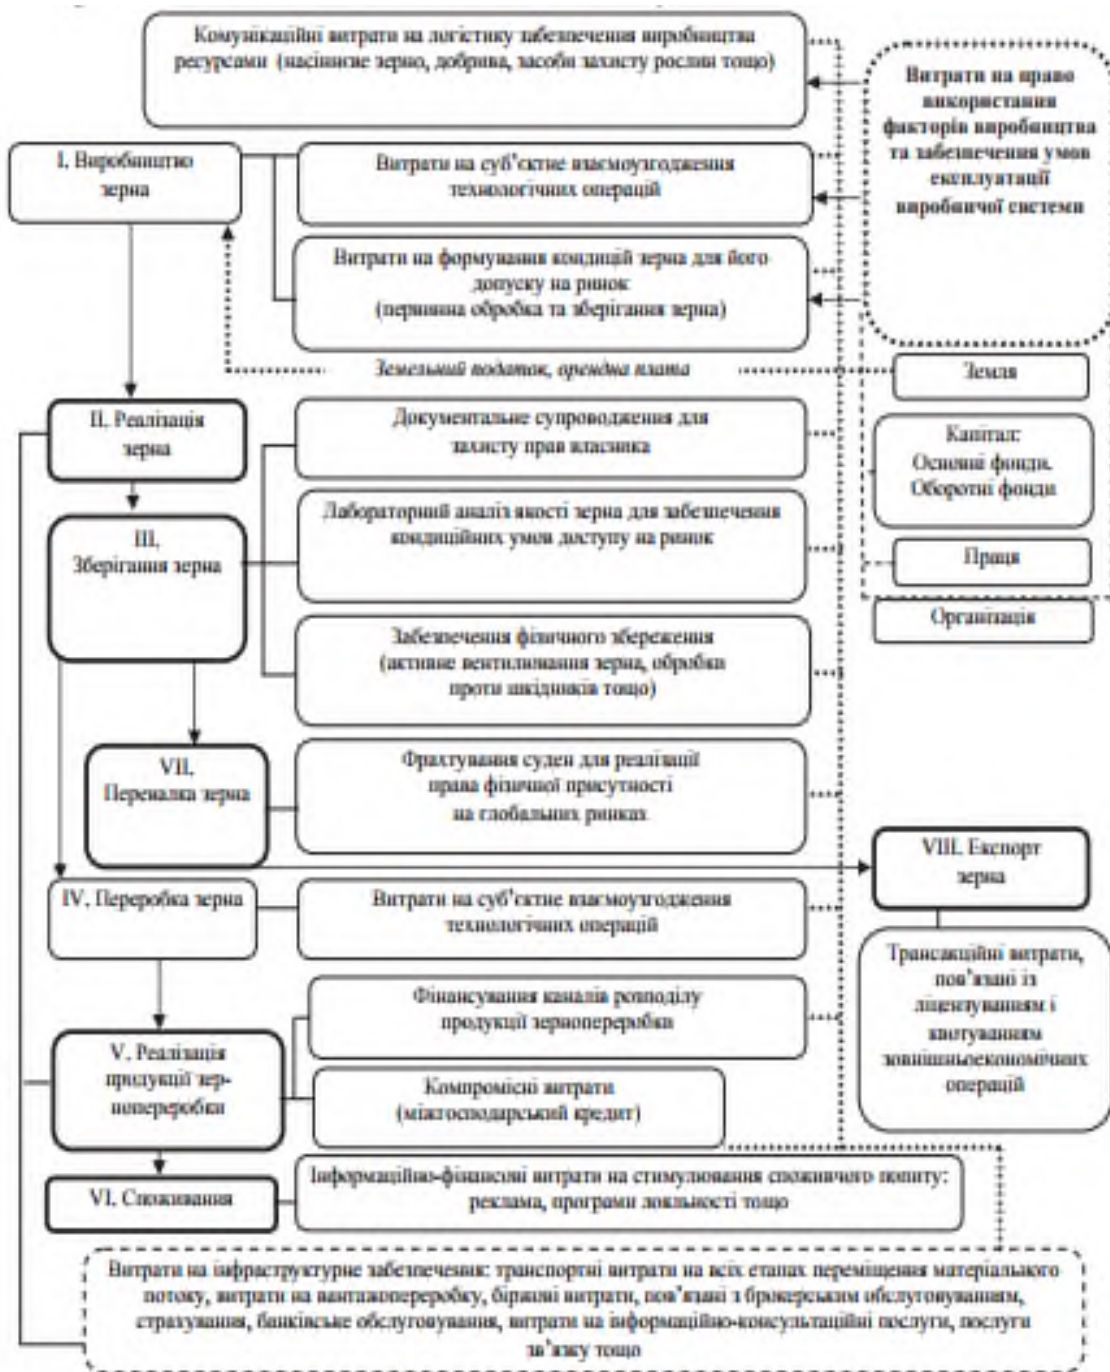 Комунікаційні витрати на логістику забезпечення виробництва
ресурсами (насіннєве зерно, добрива, засоби захисту рослин тощо)
Витрати на право
використання
факторів виробництва
та забезпечення умов
експлуатації
виробничої системи
І. Виробництво
зерна
Витрати на суб’єктне взаємоузгодження
технологічних операцій
Витрати на формування кондицій зерна для його
допуску на ринок
(первинна обробка та зберігання зерна)
Земельний податок, орендна плата
Земля
ІІ. Реалізація
зерна
Документальне супроводження для
захисту прав власника
Капітал:
Основні фонди.
Оборотні фонди
ІІІ.
Зберігання зерна
Лабораторний аналіз якості зерна для забезпечення
кондиційних умов доступу на ринок
Праця
Організація
Забезпечення фізичного збереження
(активне вентилювання зерна, обробка
проти шкідників тощо)
VII.
Перевалка зерна
Фрахтування суден для реалізації
права фізичної присутності
на глобальних ринках
VIII. Експорт
зерна
IV. Переробка зерна
Витрати на суб’єктне взаємоузгодження
технологічних операцій
Трансакційні витрати,
пов’язані із
ліцензуванням і
квотуванням
зовнішньоекономічних
операцій
Фінансування каналів розподілу
продукції зернопереробки
V. Реалізація
продукції зер-
нопереробки
Компромісні витрати
(міжгосподарський кредит)
VI. Споживання
Інформаційно-фінансові витрати на стимулювання споживчого попиту:
реклама, програми лояльності тощо
Витрати на інфраструктурне забезпечення: транспортні витрати на всіх етапах переміщення матеріального
потоку, витрати на вантажопереробку, біржові витрати, пов’язані з брокерським обслуговуванням,
страхування, банківське обслуговування, витрати на інформаційно-консультаційні послуги, послуги
зв’язку тощо